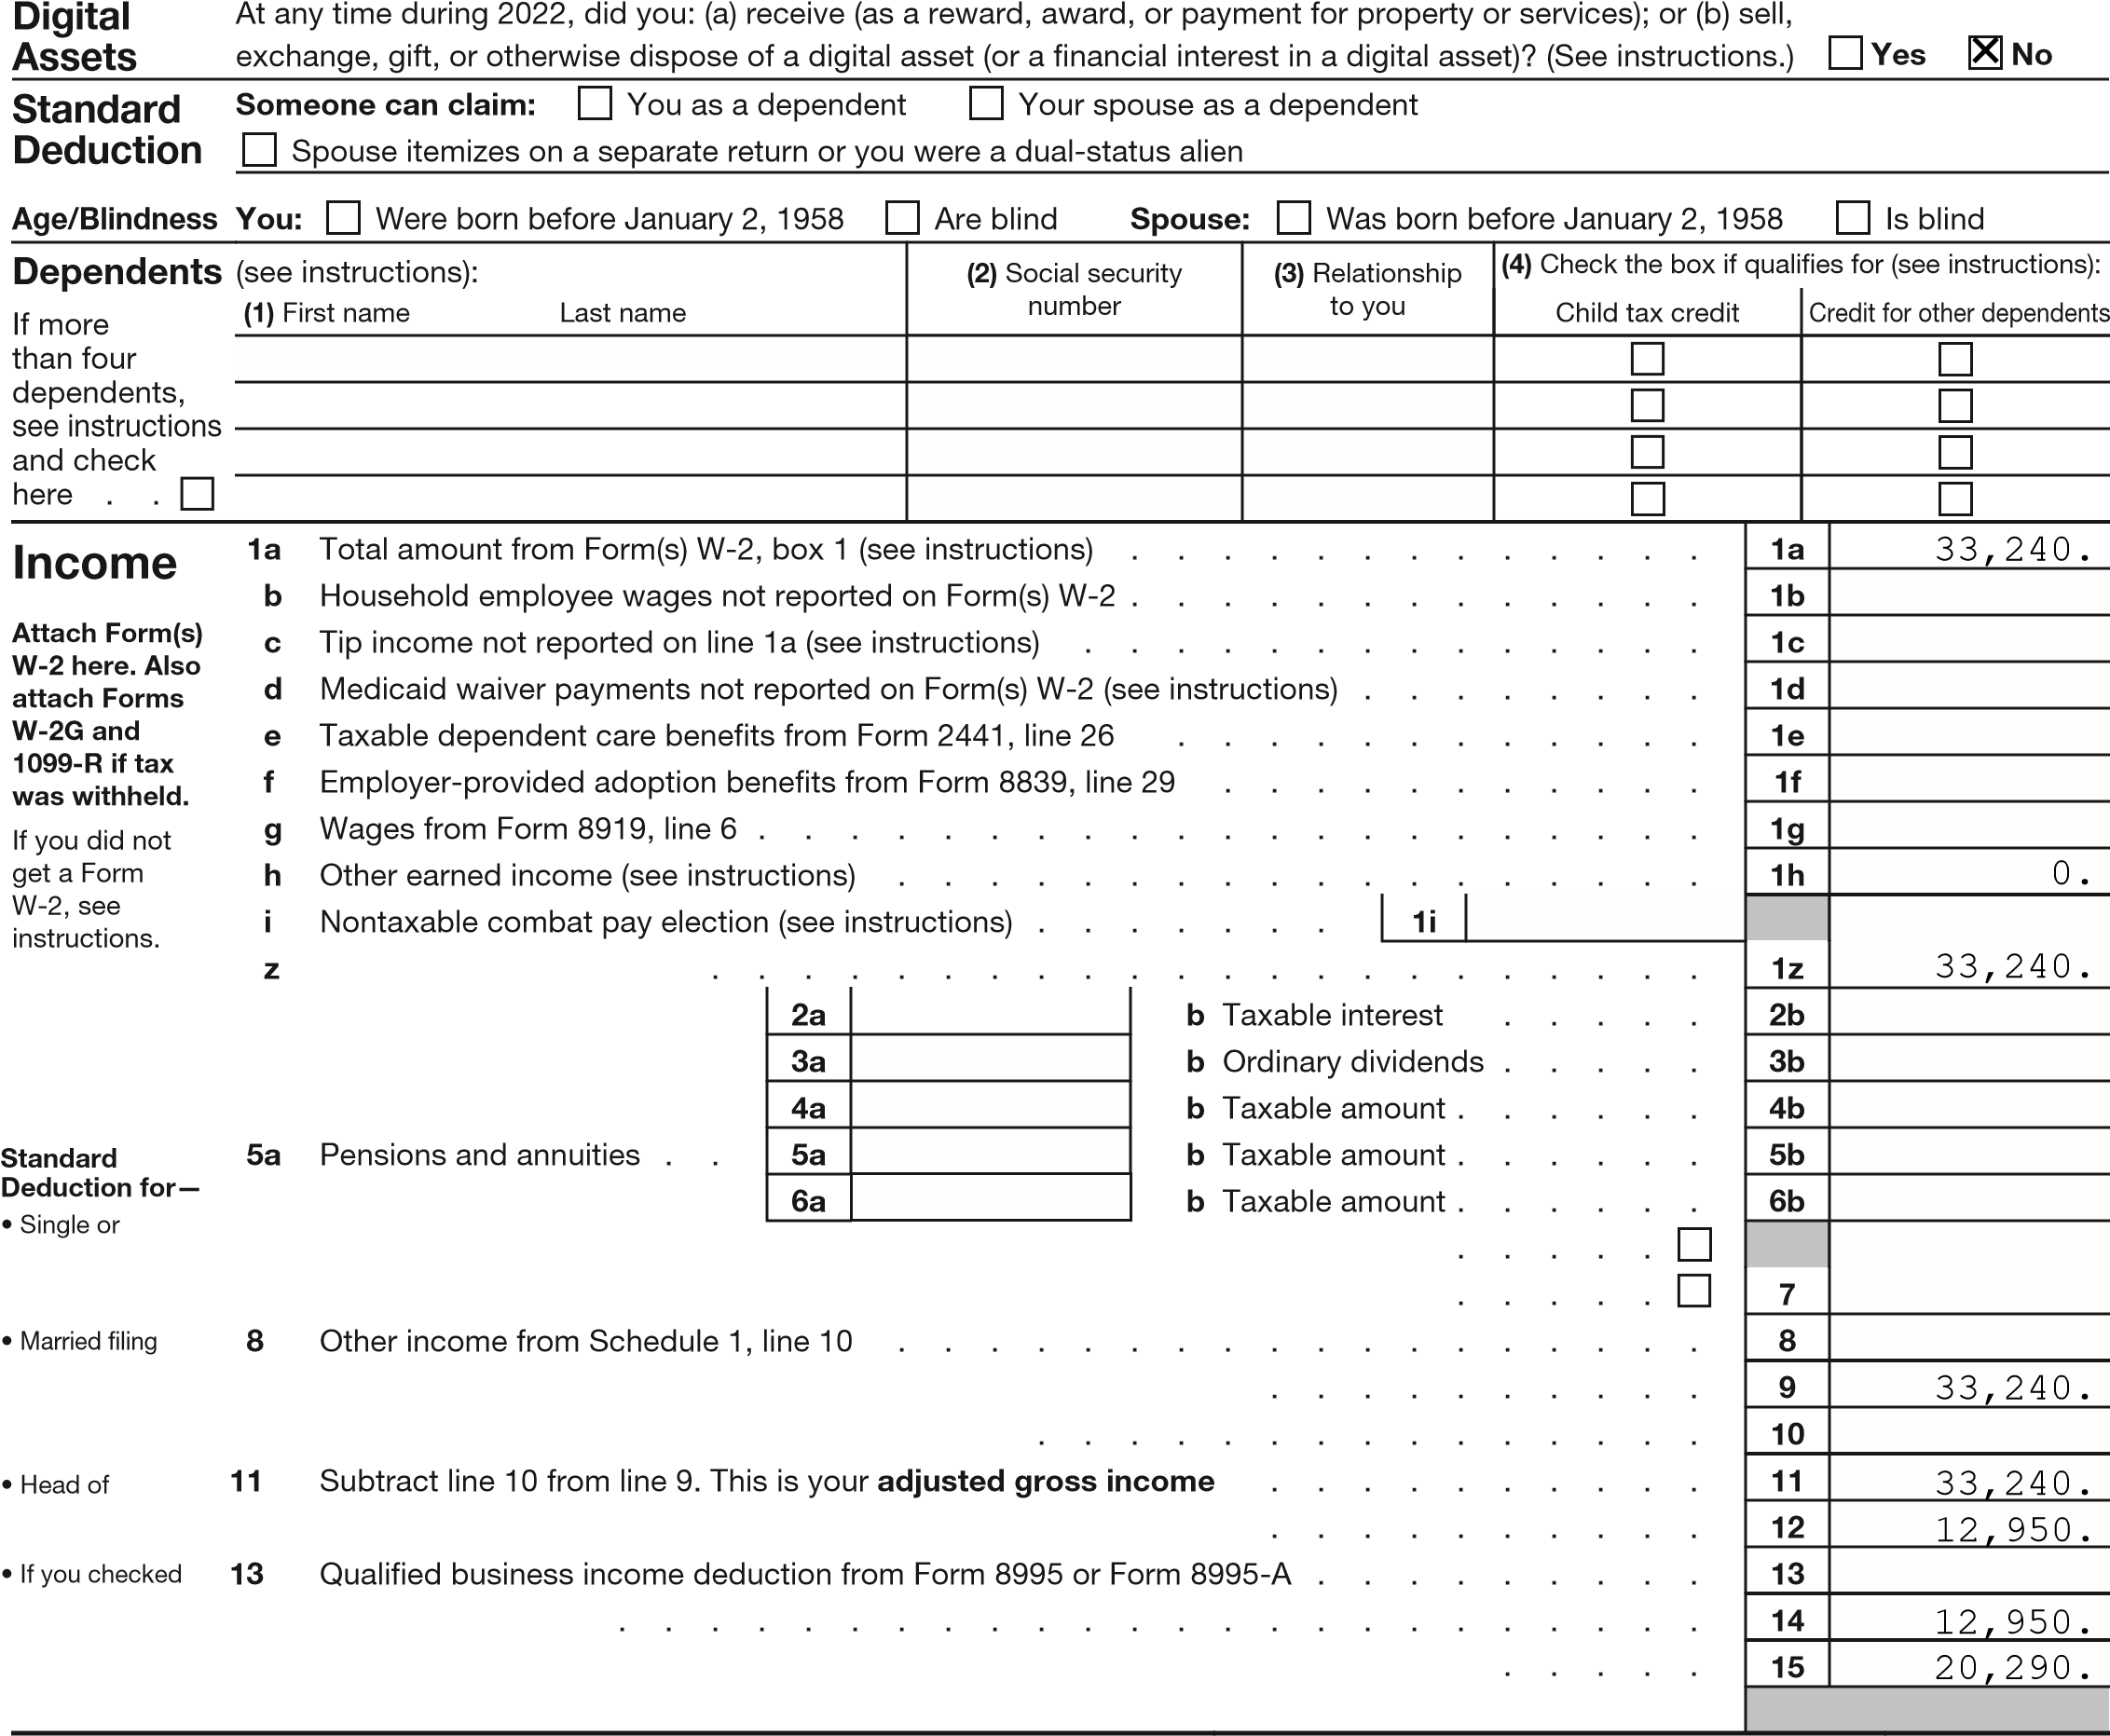 Digital Assets
At any time during 2022, did you: (a) receive (as a reward, award, or payment for property or services); or (b) sell,
exchange, gift, or otherwise dispose of a digital asset (or a financial interest in a digital asset)? (See instructions.) Yes No
Standard Deduction
Someone can claim: You as a dependent Your spouse as a dependent
Spouse itemizes on a separate return or you were a dual-status alien
Age/Blindness You: Were born before January 2, 1958 Are blind Spouse: Was born before January 2, 1958 Is blind
Dependents (see instructions):
(1) First name Last name
(2) Social security
number
(3) Relationship
to you
(4) Check the box if qualifies for (see instructions):
Child tax credit Credit for other dependents
If more
than four
dependents,
see instructions
and check
here . .
Income
Attach Form(s)
W-2 here. Also
attach Forms
W-2G and
1099-R if tax
was withheld.
If you did not
get a Form
W-2, see
instructions.
1a Total amount from Form(s) W-2, box 1 (see instructions) . . . . . . . . . . . . . 1a 33,240.
b Household employee wages not reported on Form(s) W-2 . . . . . . . . . . . . . 1b
c Tip income not reported on line 1a (see instructions) . . . . . . . . . . . . . . 1c
d Medicaid waiver payments not reported on Form(s) W-2 (see instructions) . . . . . . . . 1d
e Taxable dependent care benefits from Form 2441, line 26 . . . . . . . . . . . . 1e
f Employer-provided adoption benefits from Form 8839, line 29 . . . . . . . . . . . 1f
g Wages from Form 8919, line 6 . . . . . . . . . . . . . . . . . . . . . 1g
h Other earned income (see instructions) . . . . . . . . . . . . . . . . . . 1h 0.
i Nontaxable combat pay election (see instructions) . . . . . . . 1i
z . . . . . . . . . . . . . . . . . . . . . . 1z 33,240.
2a b Taxable interest . . . . . 2b
3a b Ordinary dividends . . . . . 3b
4a b Taxable amount . . . . . . 4b
5a Pensions and annuities . . 5a b Taxable amount . . . . . . 5b
6a b Taxable amount . . . . . . 6b
Standard
Deduction for—
• Single or
. . . . .
. . . . . 7
• Married filing
8 Other income from Schedule 1, line 10 . . . . . . . . . . . . . . . . . . 8
. . . . . . . . . . 9 33,240.
. . . . . . . . . . . . . . . 10
• Head of
11 Subtract line 10 from line 9. This is your adjusted gross income . . . . . . . . . . 11 33,240.
. . . . . . . . . . 12 12,950.
• If you checked
13 Qualified business income deduction from Form 8995 or Form 8995-A . . . . . . . . . 13
. . . . . . . . . . . . . . . . . . . . . . . . 14 12,950.
. . . . . 15 20,290.